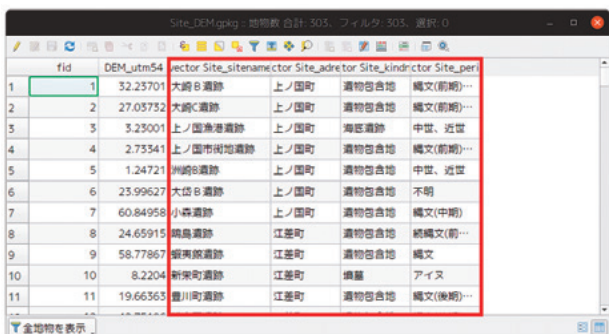 Site_DEM.gpkg : 地物数 合計: 303、フィルタ: 303、選択: 0
fid DEM_utm54 vector Site_sitename ctor Site_adre tor Site_kindn ctor Site_peri
1 1 32.23701 大崎B遺跡 上ノ国町 遺物包含地 縄文(前期)…
2 2 27.03732 大崎C遺跡 上ノ国町 遺物包含地 縄文(前期)…
3 3 3.23001 上ノ国漁港遺跡 上ノ国町 海底遺跡 中世、近世
4 4 2.73341 上ノ国市街地遺跡 上ノ国町 遺物包含地 縄文(前期)…
5 5 1.24721 洲崎B遺跡 上ノ国町 遺物包含地 中世、近世
6 6 23.99627 大岱B遺跡 上ノ国町 遺物包含地 不明
7 7 60.84958 小森遺跡 上ノ国町 遺物包含地 縄文(中期)
8 8 24.65915 鴎島遺跡 江差町 遺物包含地 続縄文(前…
9 9 58.77867 蝦夷館遺跡 江差町 遺物包含地 縄文
10 10 8.2204 新栄町遺跡 江差町 墳墓 アイヌ
11 11 19.66363 豊川町遺跡 江差町 遺物包含地 縄文(後期)…
全地物を表示